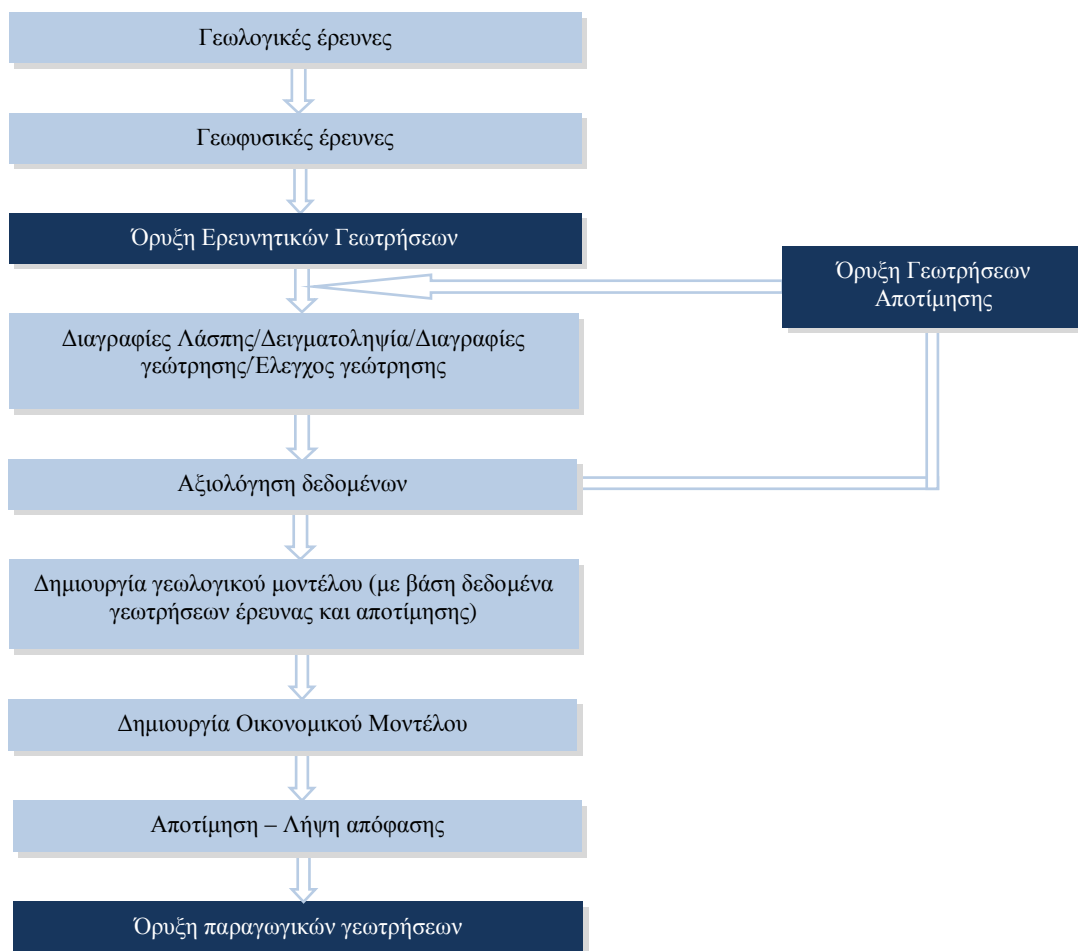 Γεωλογικές έρευνες
Γεωφυσικές έρευνες
Όρυξη Ερευνητικών Γεωτρήσεων
Όρυξη Γεωτρήσεων
Αποτίμησης
Διαγραφίες Λάσπης/Δειγματοληψία/Διαγραφίες
γεώτρησης/Έλεγχος γεώτρησης
Αξιολόγηση δεδομένων
Δημιουργία γεωλογικού μοντέλου (με βάση δεδομένα
γεωτρήσεων έρευνας και αποτίμησης)
Δημιουργία Οικονομικού Μοντέλου
Αποτίμηση – Λήψη απόφασης
Όρυξη παραγωγικών γεωτρήσεων